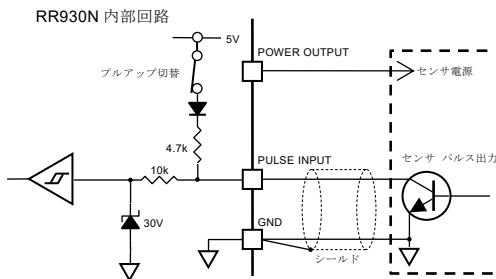 RR930N 内部回路
5V
POWER OUTPUT
プルアップ切替
センサ電源
4.7k
10k
PULSE INPUT
センサ パルス出力
30V
GND
シールド